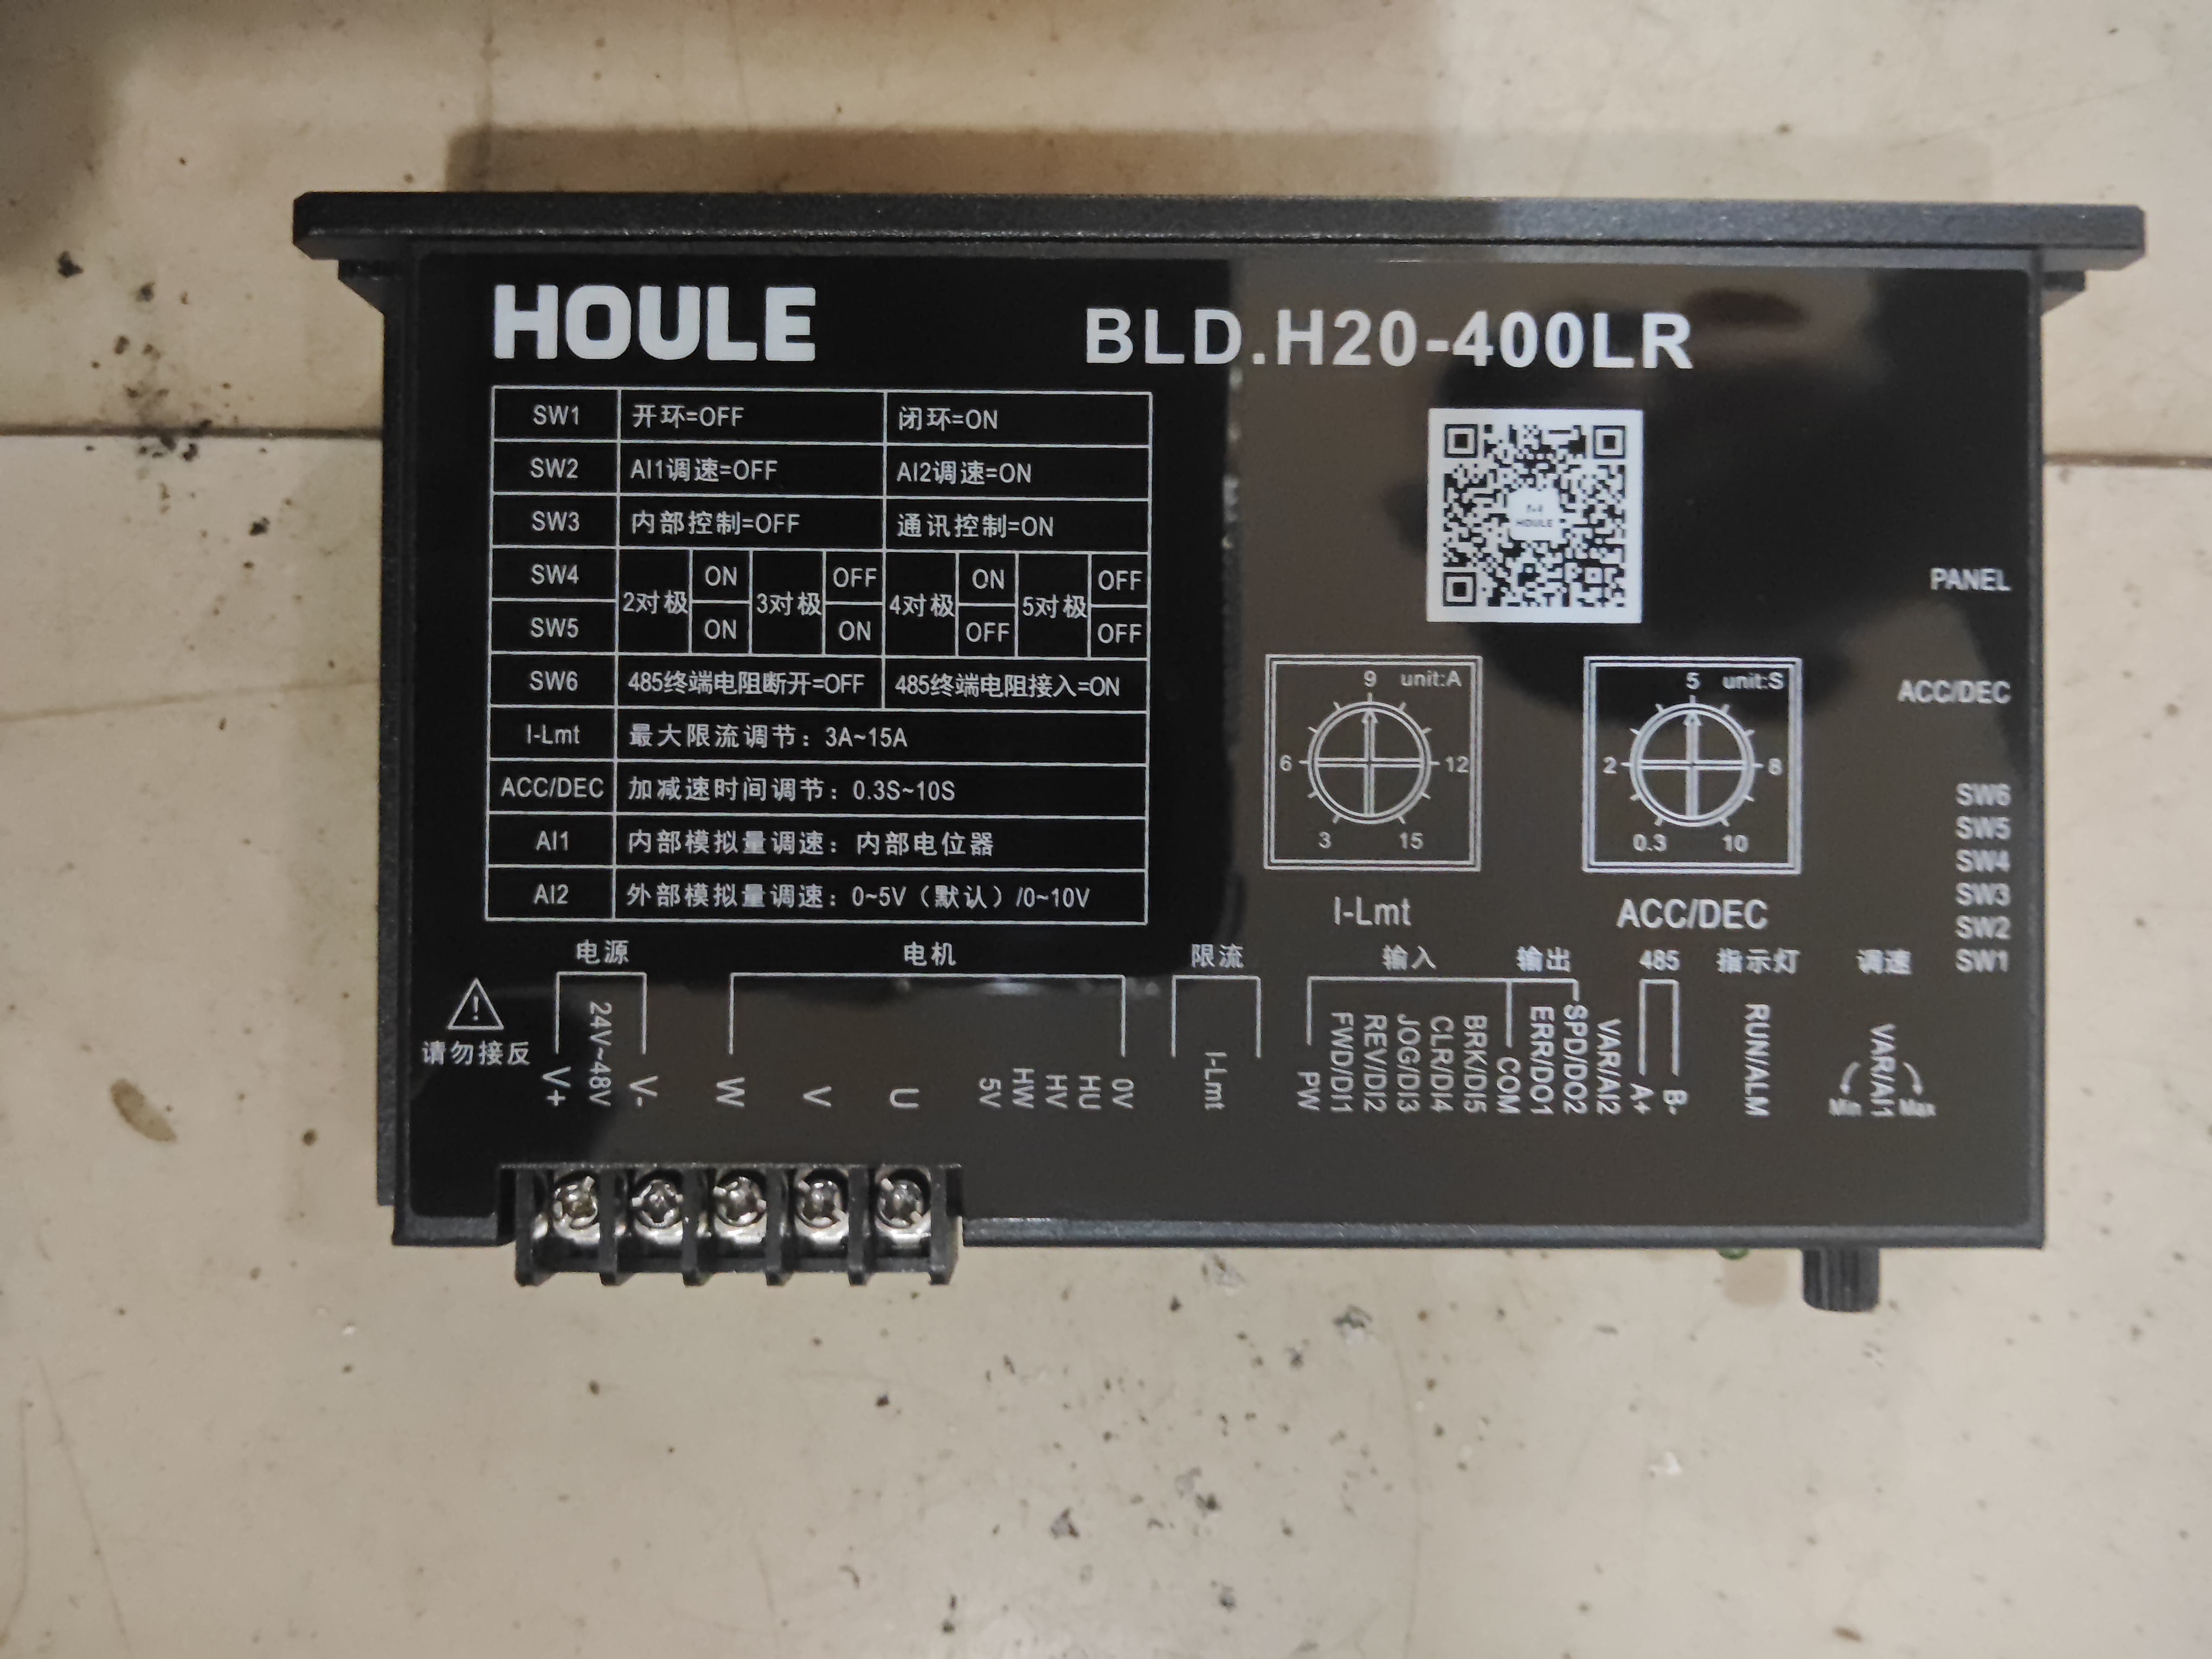 HOULE
BLD.H20-400LR
SW1 开环=OFF 闭环=ON
SW2 AI1调速=OFF AI2调速=ON
SW3 内部控制=OFF 通讯控制=ON
SW4 2对极 ON 3对极 OFF 4对极 ON 5对极 OFF
SW5 ON ON OFF OFF
SW6 485终端电阻断开=OFF 485终端电阻接入=ON
I-Lmt 最大限流调节：3A~15A
ACC/DEC 加减速时间调节：0.3S~10S
AI1 内部模拟量调速：内部电位器
AI2 外部模拟量调速：0~5V（默认）/0~10V
HOULE
9 unit:A
6 12
3 15
I-Lmt
5 unit:S
2 8
0.3 10
ACC/DEC
PANEL
ACC/DEC
SW6
SW5
SW4
SW3
SW2
SW1
电源 电机 限流 输入 输出 485 指示灯 调速
请勿接反
V+
24V~48V
V-
W
V
U
5V
HW
HV
HU
0V
I-Lmt
PW
FWD/DI1
REV/DI2
JOG/DI3
CLR/DI4
BRK/DI5
COM
ERR/DO1
SPD/DO2
VAR/AI2
A+
B-
RUN/ALM
Min VAR/AI1 Max